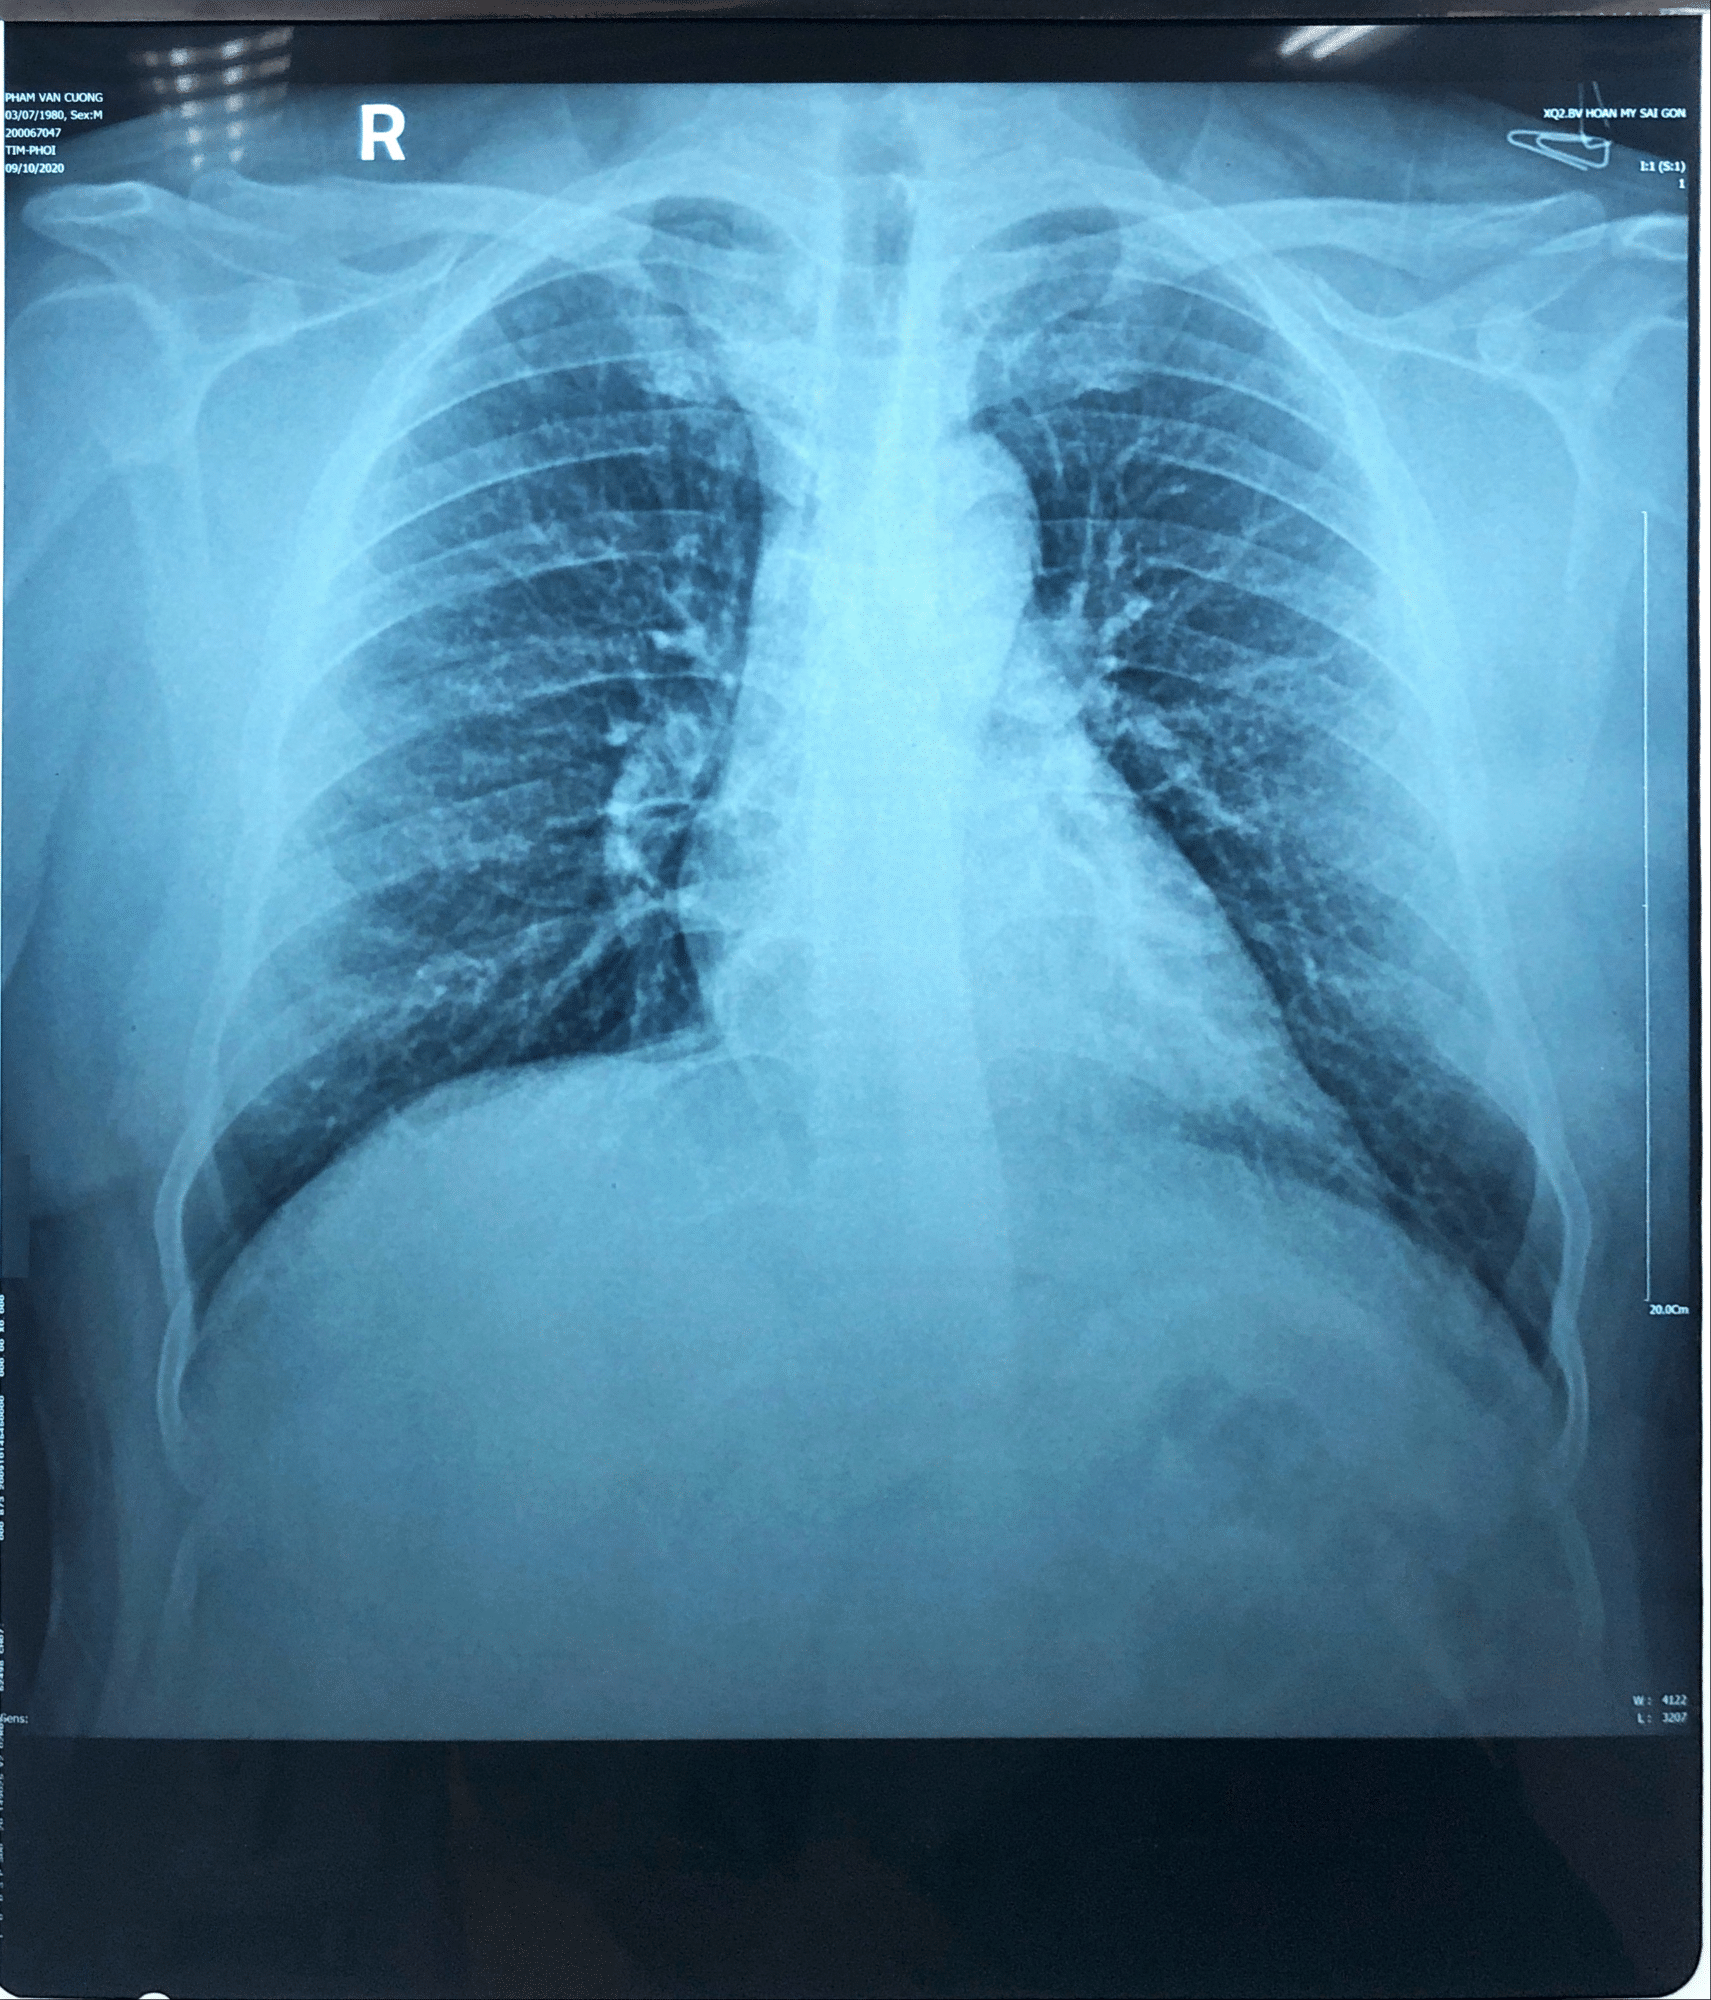 PHAM VAN CUONG
03/07/1980, Sex:M
200067047
TIM-PHOI
09/10/2020
R
XQ2.BV HOAN MY SAI GON
I:1 (S:1)
1
20.0Cm
W: 4122
L: 3207